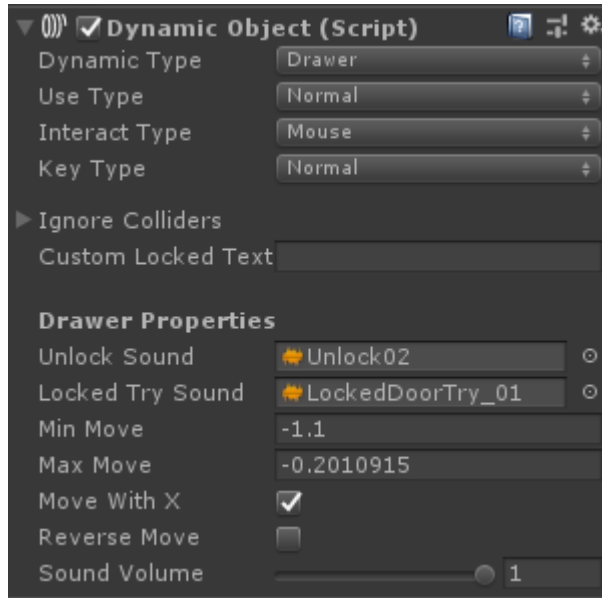 Dynamic Object (Script)
Dynamic Type Drawer
Use Type Normal
Interact Type Mouse
Key Type Normal
Ignore Colliders
Custom Locked Text
Drawer Properties
Unlock Sound Unlock02
Locked Try Sound LockedDoorTry_01
Min Move -1.1
Max Move -0.2010915
Move With X
Reverse Move
Sound Volume 1